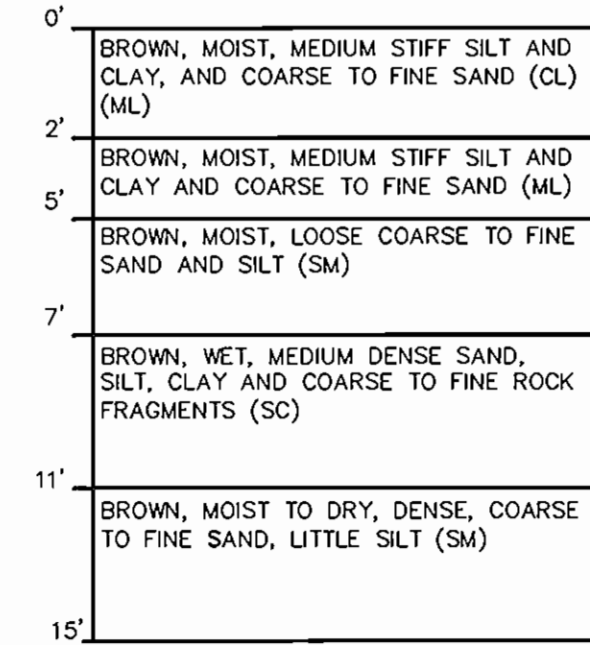 0'
BROWN, MOIST, MEDIUM STIFF SILT AND
CLAY, AND COARSE TO FINE SAND (CL)
(ML)
2'
BROWN, MOIST, MEDIUM STIFF SILT AND
CLAY AND COARSE TO FINE SAND (ML)
5'
BROWN, MOIST, LOOSE COARSE TO FINE
SAND AND SILT (SM)
7'
BROWN, WET, MEDIUM DENSE SAND,
SILT, CLAY AND COARSE TO FINE ROCK
FRAGMENTS (SC)
11'
BROWN, MOIST TO DRY, DENSE, COARSE
TO FINE SAND, LITTLE SILT (SM)
15'